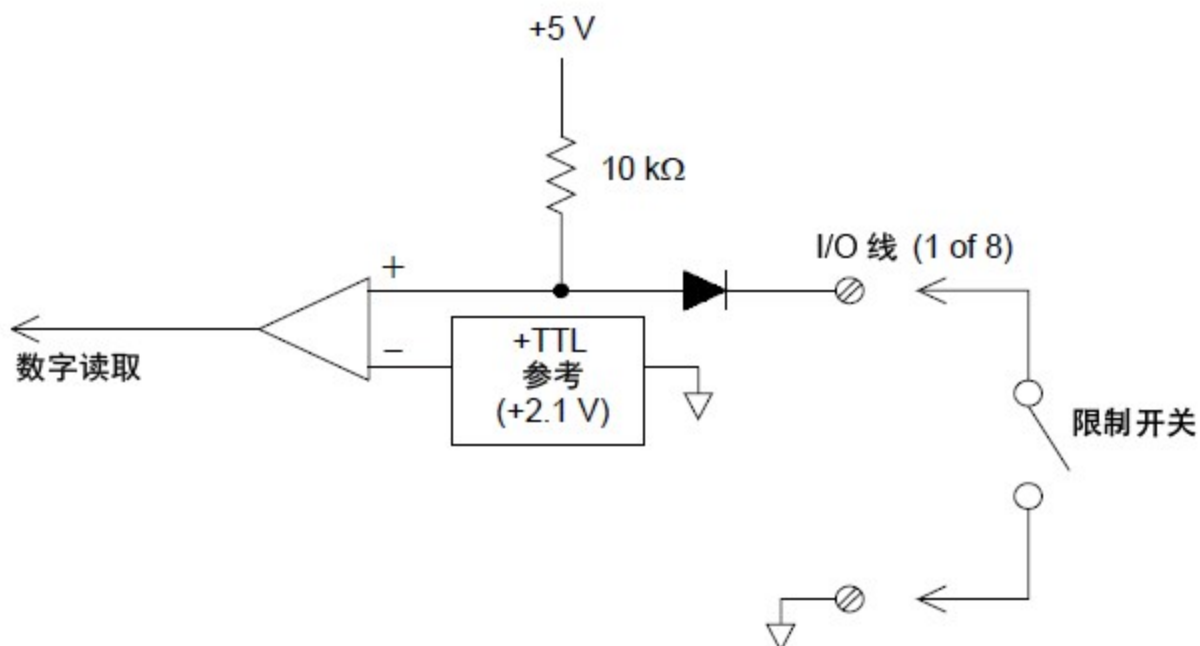 +5 V
10 kΩ
I/O 线 (1 of 8)
+
−
+TTL
参考
(+2.1 V)
数字读取
限制开关